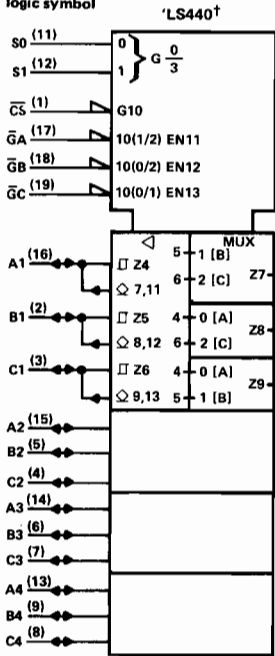 logic symbol
'LS440†
S0 (11) 0 } G 0/3
S1 (12) 1
C̅S̅ (1) G10
G̅A (17) 10(1/2) EN11
G̅B (18) 10(0/2) EN12
G̅C (19) 10(0/1) EN13
MUX
A1 (16) Z4 5 1 [B] Z7
7,11 6 2 [C]
B1 (2) Z5 4 0 [A] Z8
8,12 6 2 [C]
C1 (3) Z6 4 0 [A] Z9
9,13 5 1 [B]
A2 (15)
B2 (5)
C2 (4)
A3 (14)
B3 (6)
C3 (7)
A4 (13)
B4 (9)
C4 (8)